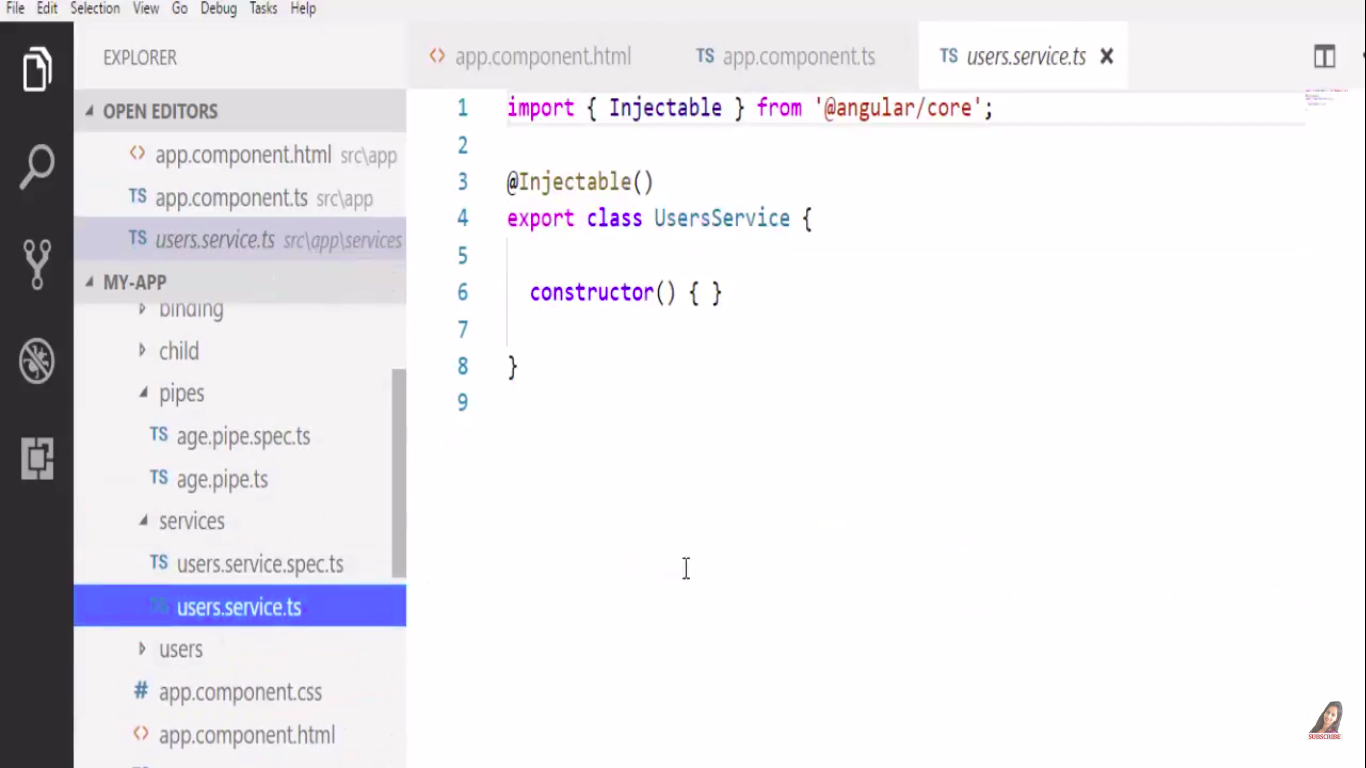 File Edit Selection View Go Debug Tasks Help
EXPLORER
OPEN EDITORS
app.component.html src\app
TS app.component.ts src\app
TS users.service.ts src\app\services
MY-APP
binding
child
pipes
TS age.pipe.spec.ts
TS age.pipe.ts
services
TS users.service.spec.ts
users.service.ts
users
# app.component.css
<> app.component.html
<> app.component.html TS app.component.ts TS users.service.ts
1 import { Injectable } from '@angular/core';
2
3 @Injectable()
4 export class UsersService {
5
6 constructor() { }
7
8 }
9
SUBSCRIBE